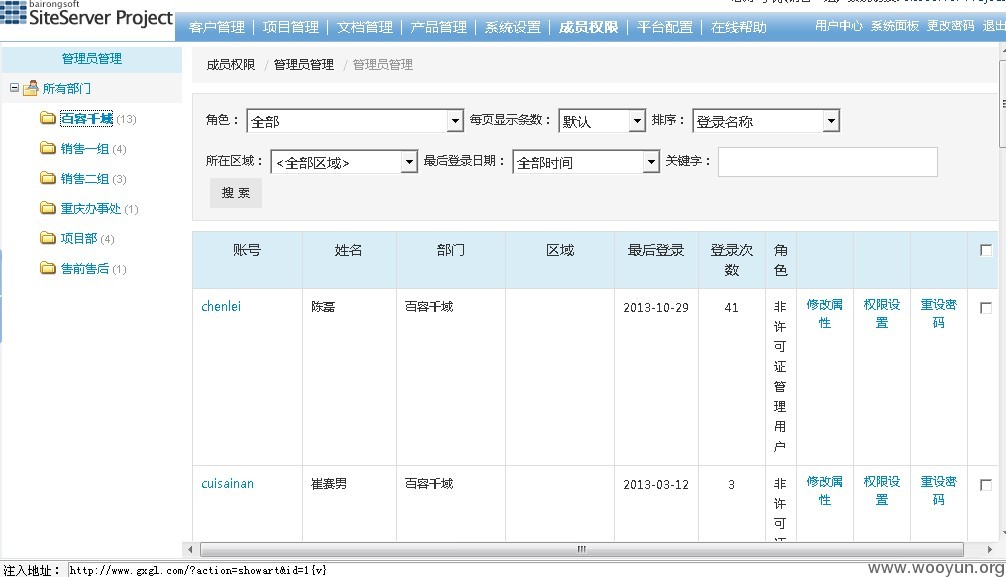 bairongsoft
SiteServer Project
客户管理 项目管理 文档管理 产品管理 系统设置 成员权限 平台配置 在线帮助
用户中心 系统面板 更改密码 退出
管理员管理
所有部门
百容千域 (13)
销售一组 (4)
销售二组 (3)
重庆办事处 (1)
项目部 (4)
售前售后 (1)
成员权限 / 管理员管理 / 管理员管理
角色： 全部 每页显示条数： 默认 排序： 登录名称
所在区域： <全部区域> 最后登录日期： 全部时间 关键字：
搜 索
账号 姓名 部门 区域 最后登录 登录次数 角色
chenlei 陈磊 百容千域 2013-10-29 41 非许可证管理用户 修改属性 权限设置 重设密码
cuisainan 崔赛男 百容千域 2013-03-12 3 非许可 修改属性 权限设置 重设密码
注入地址： http://www.gxgl.com/?action=showart&id=1{v}
www.wooyun.org